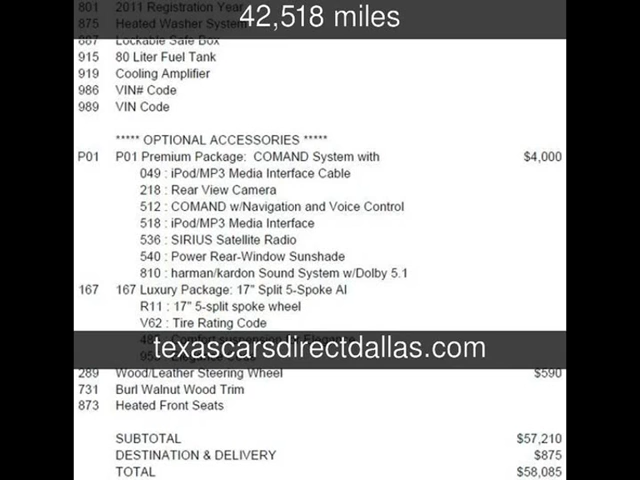 801 2011 Registration Year
42,518 miles
875 Heated Washer System
887 Lockable Safe Box
915 80 Liter Fuel Tank
919 Cooling Amplifier
986 VIN# Code
989 VIN Code
***** OPTIONAL ACCESSORIES *****
P01 P01 Premium Package: COMAND System with $4,000
049 : iPod/MP3 Media Interface Cable
218 : Rear View Camera
512 : COMAND w/Navigation and Voice Control
518 : iPod/MP3 Media Interface
536 : SIRIUS Satellite Radio
540 : Power Rear-Window Sunshade
810 : harman/kardon Sound System w/Dolby 5.1
167 167 Luxury Package: 17" Split 5-Spoke Al
R11 : 17" 5-split spoke wheel
V62 : Tire Rating Code
Comfort suspension
texascarsdirectdallas.com
289 Wood/Leather Steering Wheel $590
731 Burl Walnut Wood Trim
873 Heated Front Seats
SUBTOTAL $57,210
DESTINATION & DELIVERY $875
TOTAL $58,085